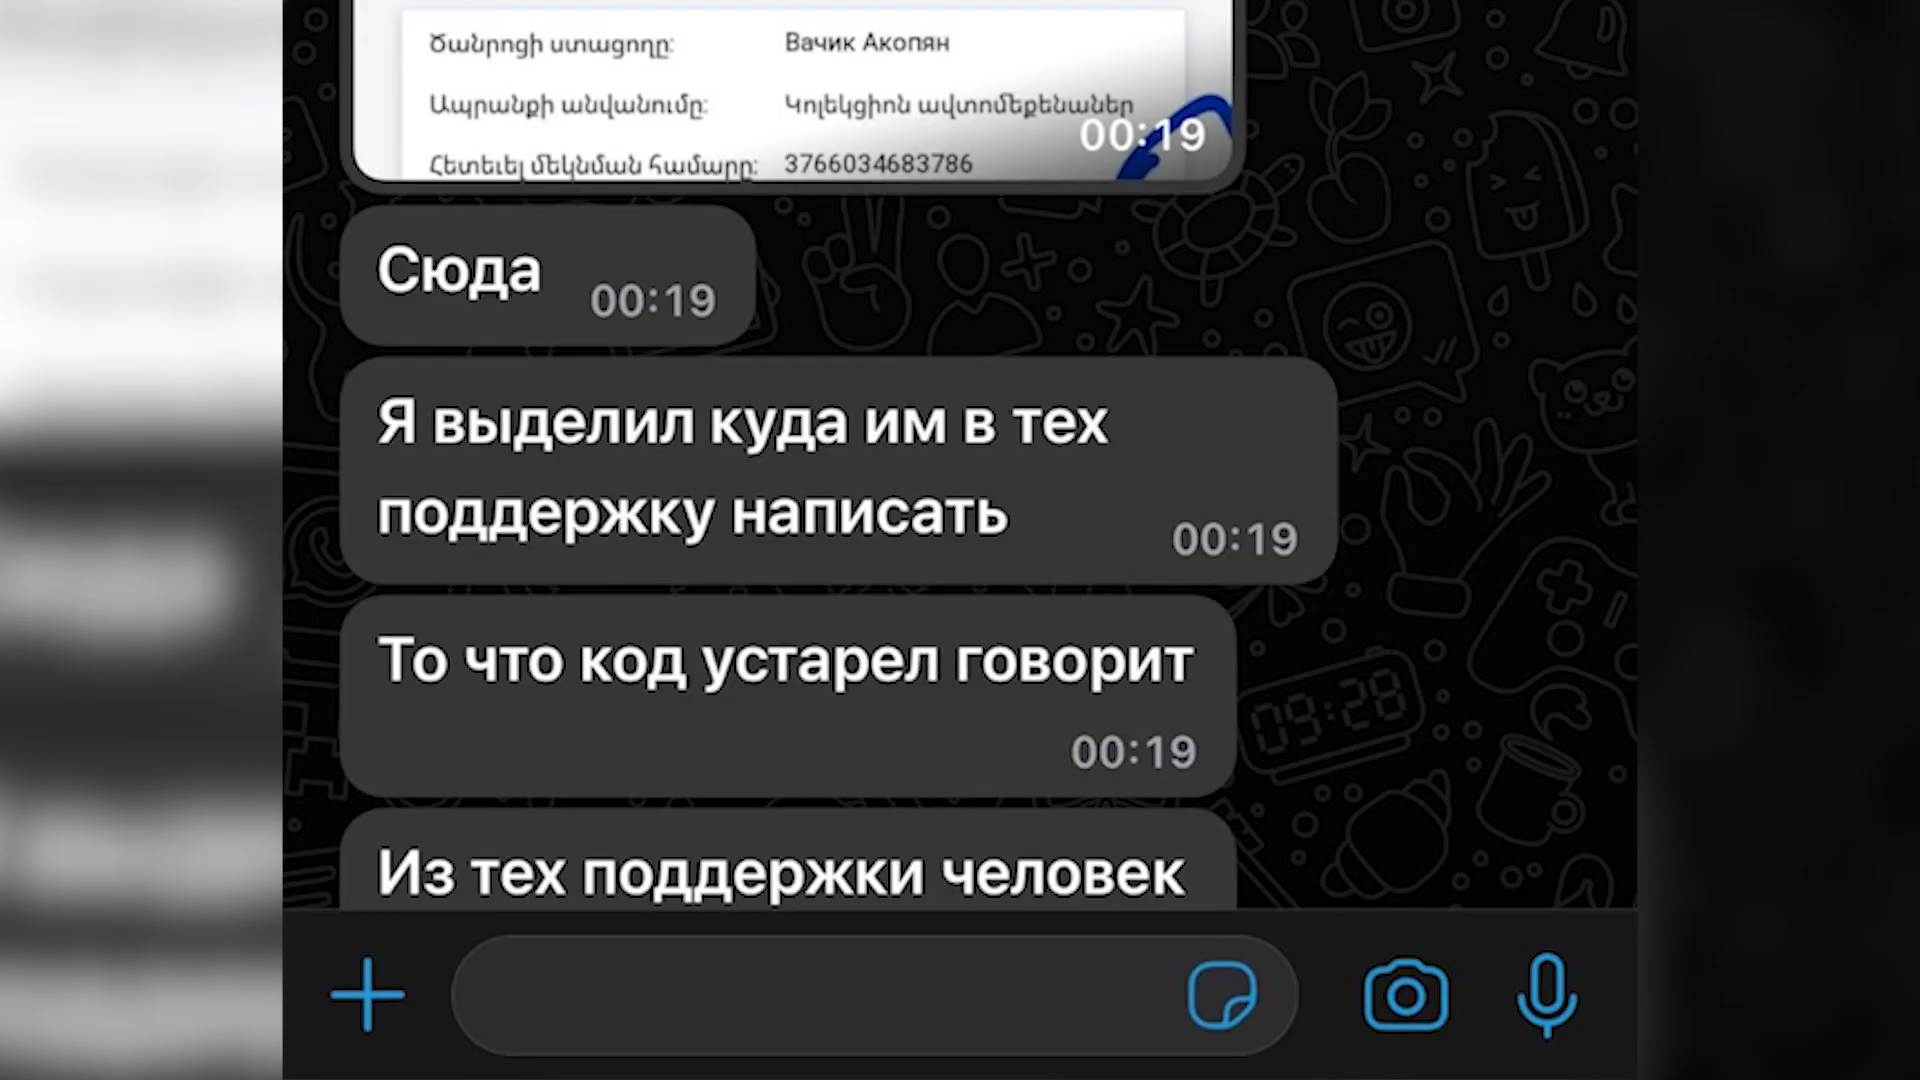 Ծանրոցի ստացողը: Вачик Акопян
Ապրանքի անվանումը: Կոլեկցիոն ավտոմեքենաներ
00:19
Հետեւել մեկնման համարը: 3766034683786
Сюда 00:19
Я выделил куда им в тех
поддержку написать 00:19
То что код устарел говорит
00:19
Из тех поддержки человек